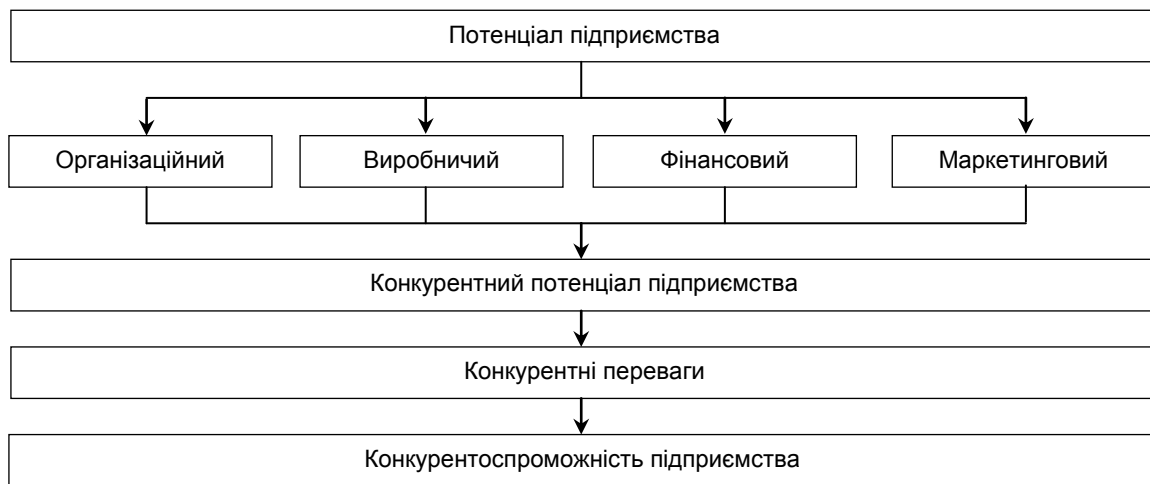 Потенціал підприємства
Організаційний
Виробничий
Фінансовий
Маркетинговий
Конкурентний потенціал підприємства
Конкурентні переваги
Конкурентоспроможність підприємства